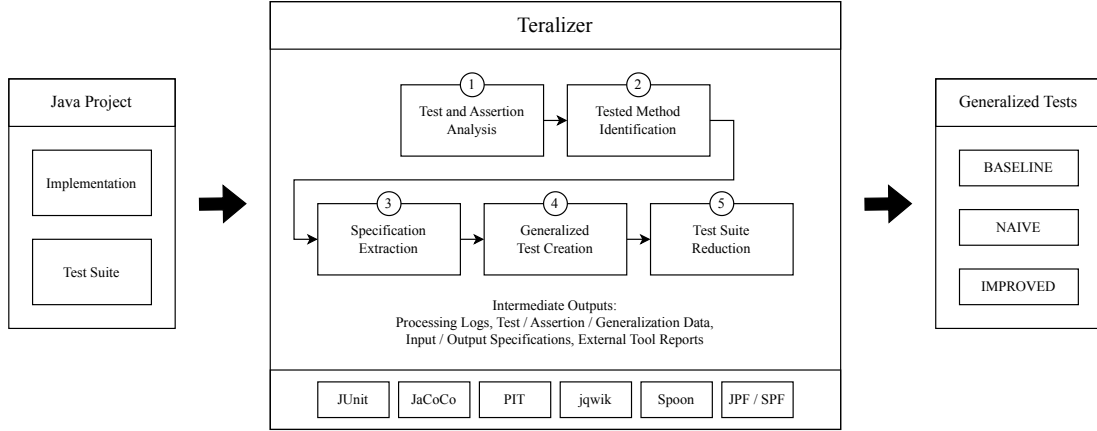 Teralizer
Java Project
Implementation
Test Suite
1
Test and Assertion
Analysis
2
Tested Method
Identification
3
Specification
Extraction
4
Generalized
Test Creation
5
Test Suite
Reduction
Intermediate Outputs:
Processing Logs, Test / Assertion / Generalization Data,
Input / Output Specifications, External Tool Reports
JUnit
JaCoCo
PIT
jqwik
Spoon
JPF / SPF
Generalized Tests
BASELINE
NAIVE
IMPROVED